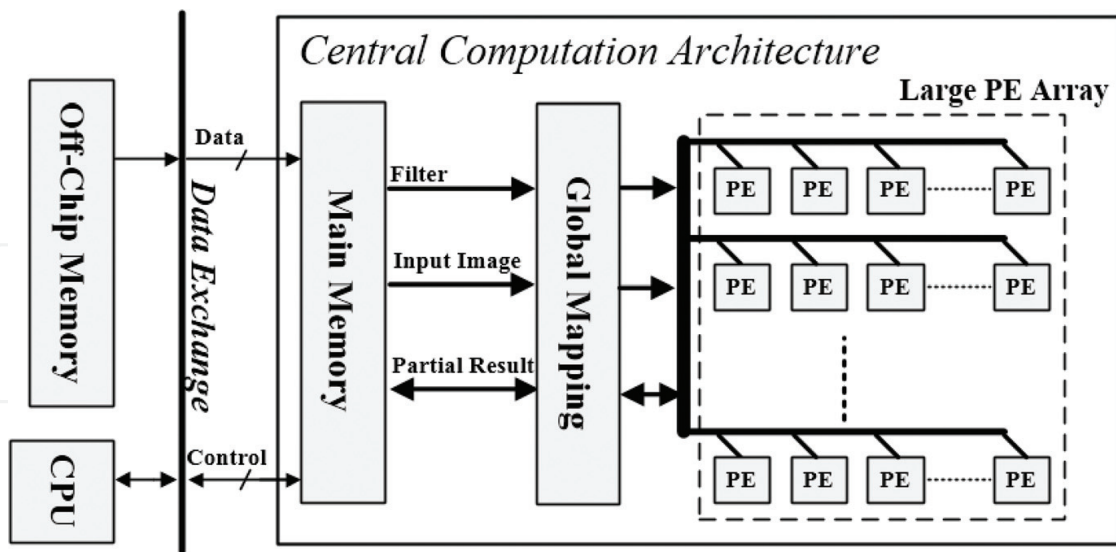 Central Computation Architecture
Large PE Array
Off-Chip Memory
CPU
Data Exchange
Data
Control
Main Memory
Filter
Input Image
Partial Result
Global Mapping
PE PE PE PE
PE PE PE PE
PE PE PE PE